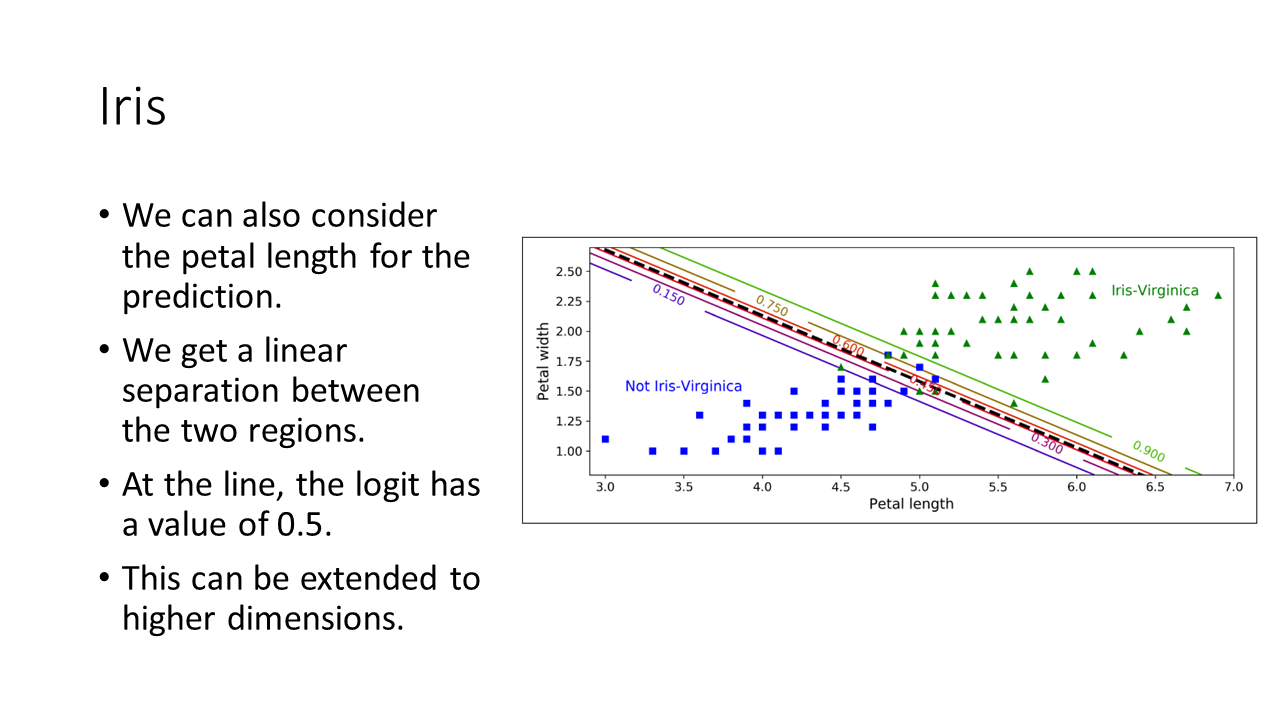 Iris
• We can also consider
the petal length for the
prediction.
• We get a linear
separation between
the two regions.
• At the line, the logit has
a value of 0.5.
• This can be extended to
higher dimensions.
2.50
2.25
2.00
1.75
1.50
1.25
1.00
Petal width
0.150
0.750
0.600
0.300
0.900
Iris-Virginica
Not Iris-Virginica
3.0 3.5 4.0 4.5 5.0 5.5 6.0 6.5 7.0
Petal length